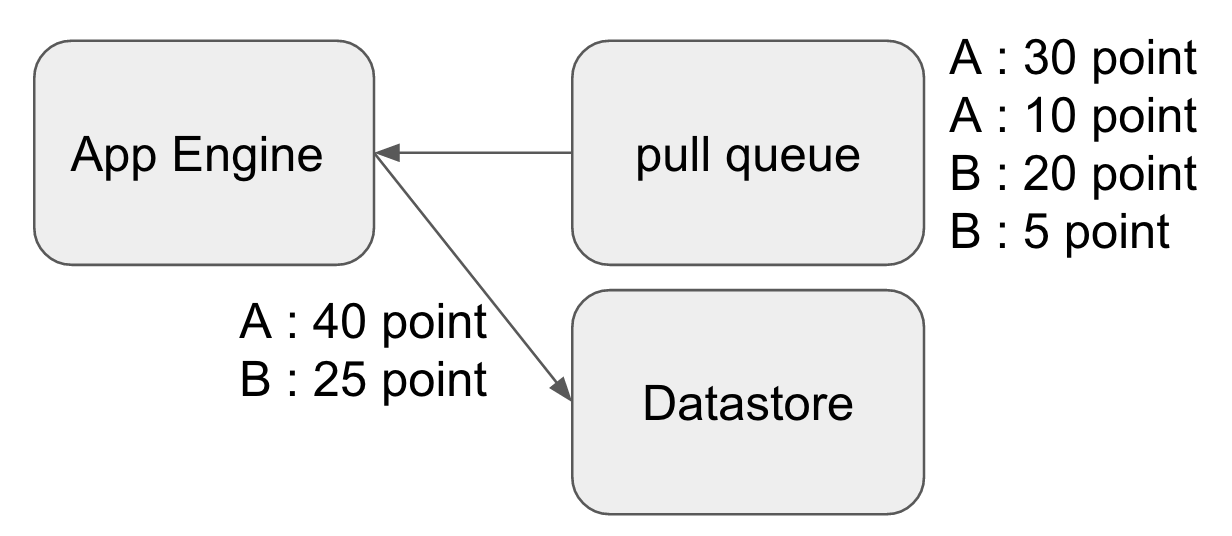 App Engine
pull queue
A : 30 point
A : 10 point
B : 20 point
B : 5 point
A : 40 point
B : 25 point
Datastore